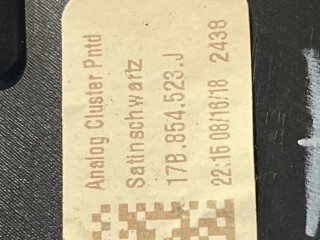 Analog Cluster Pntd
Satinschwartz
17B.854.523.J
22:15 08/16/18 2438